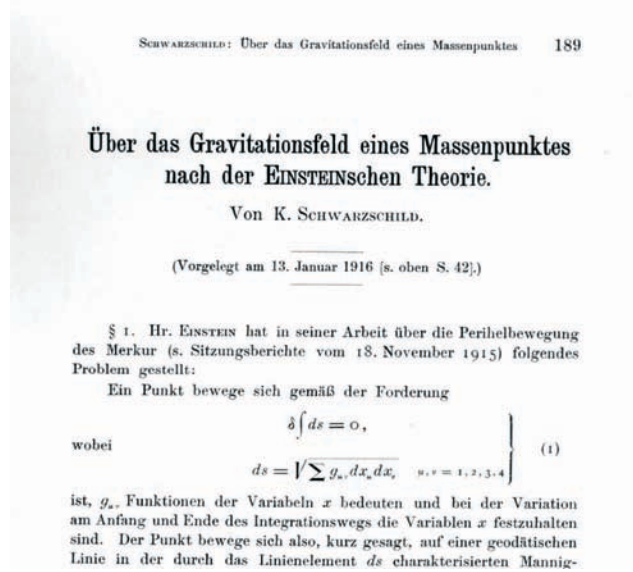 SCHWARZSCHILD: Über das Gravitationsfeld eines Massenpunktes 189
Über das Gravitationsfeld eines Massenpunktes
nach der EINSTEINschen Theorie.
Von K. SCHWARZSCHILD.
(Vorgelegt am 13. Januar 1916 [s. oben S. 42].)
§ 1. Hr. EINSTEIN hat in seiner Arbeit über die Perihelbewegung
des Merkur (s. Sitzungsberichte vom 18. November 1915) folgendes
Problem gestellt:
Ein Punkt bewege sich gemäß der Forderung
δ∫ds = 0,
wobei (1)
ds = √Σ gμν dxμ dxν μ,ν = 1,2,3,4
ist, gμν Funktionen der Variabeln x bedeuten und bei der Variation
am Anfang und Ende des Integrationswegs die Variablen x festzuhalten
sind. Der Punkt bewege sich also, kurz gesagt, auf einer geodätischen
Linie in der durch das Linienelement ds charakterisierten Mannig-